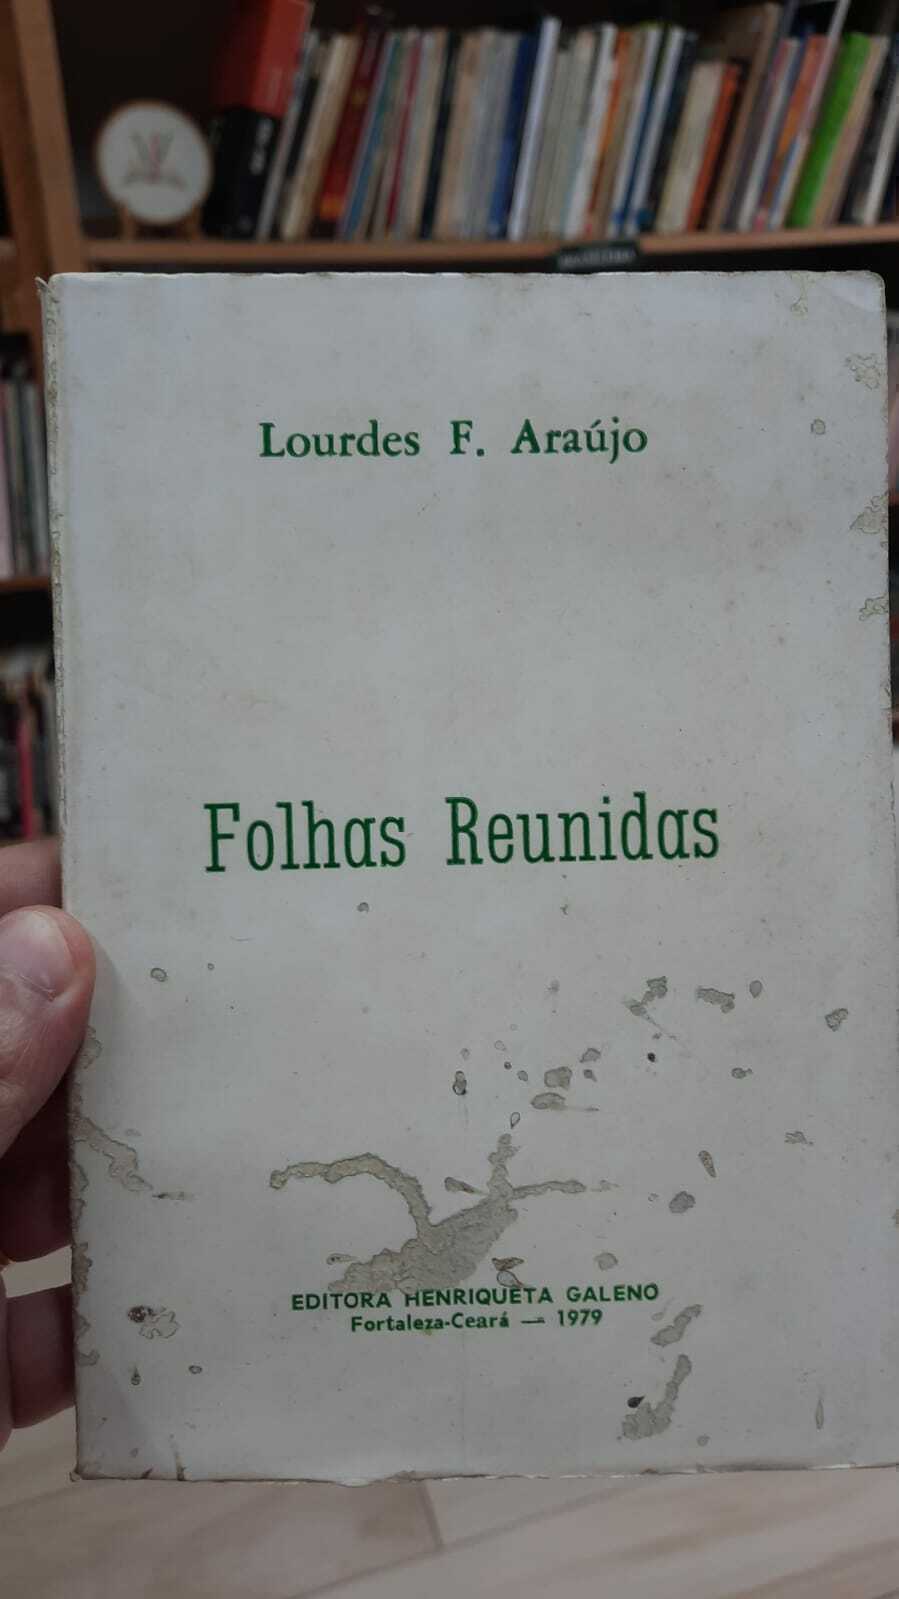 Lourdes F. Araújo
Folhas Reunidas
EDITORA HENRIQUETA GALENO
Fortaleza-Ceará — 1979